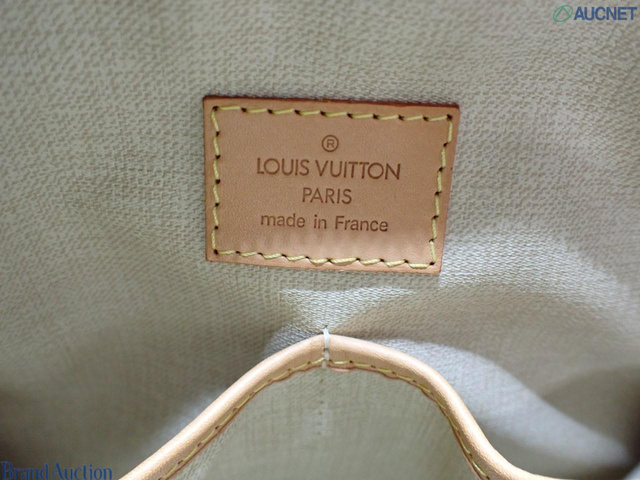 AUCNET
®
LOUIS VUITTON
PARIS
made in France
Brand Auction